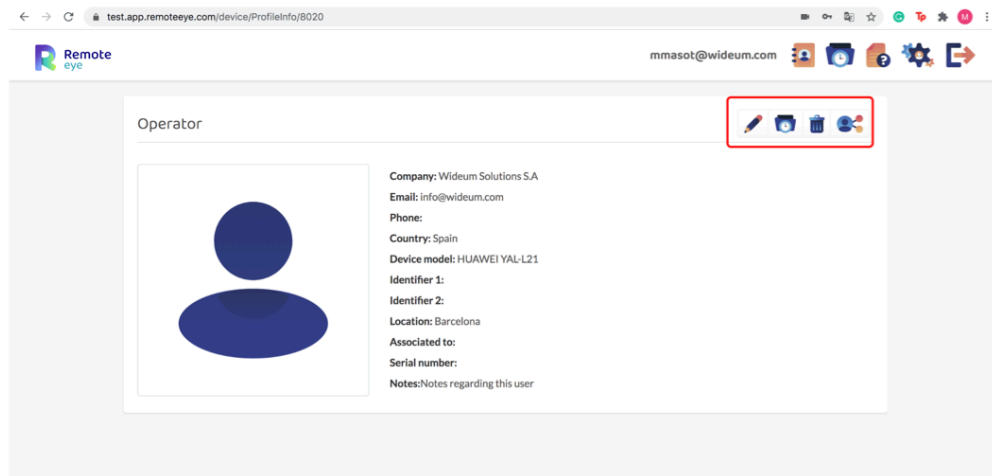 test.app.remoteeye.com/device/ProfileInfo/8020
M
Remote
eye
mmasot@wideum.com
Operator
Company: Wideum Solutions S.A
Email: info@wideum.com
Phone:
Country: Spain
Device model: HUAWEI YAL-L21
Identifier 1:
Identifier 2:
Location: Barcelona
Associated to:
Serial number:
Notes:Notes regarding this user